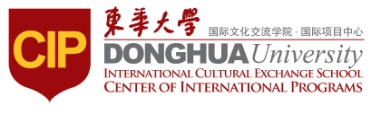 CIP
東華大學 国际文化交流学院·国际项目中心
DONGHUA University
INTERNATIONAL CULTURAL EXCHANGE SCHOOL
CENTER OF INTERNATIONAL PROGRAMS